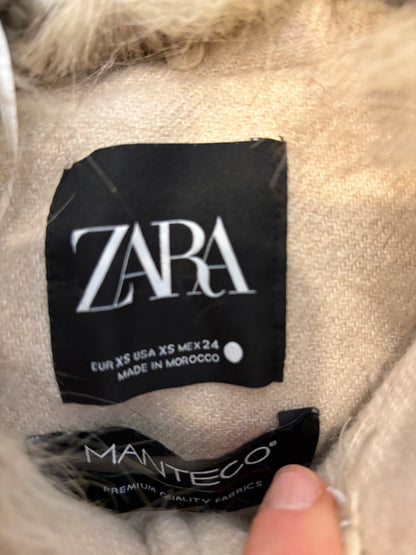 ZARA
EUR XS USA XS MEX 24
MADE IN MOROCCO
MANTECO®
PREMIUM QUALITY FABRICS